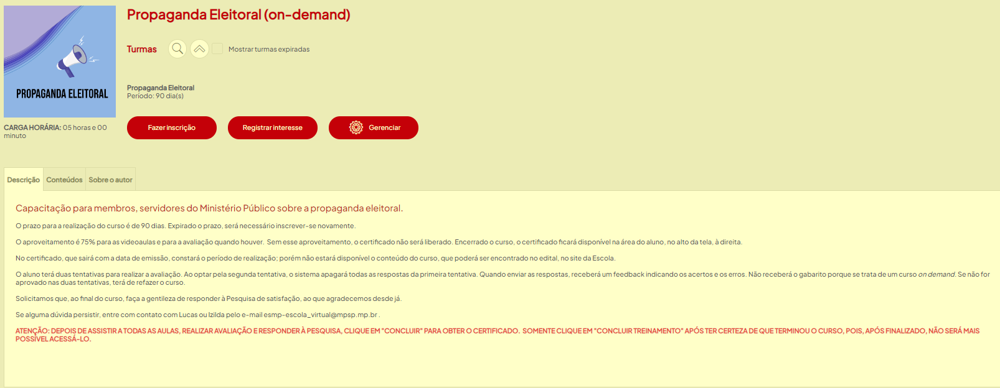 PROPAGANDA ELEITORAL
CARGA HORÁRIA: 05 horas e 00
minuto
Propaganda Eleitoral (on-demand)
Turmas
Mostrar turmas expiradas
Propaganda Eleitoral
Período: 90 dia(s)
Fazer inscrição
Registrar interesse
Gerenciar
Descrição
Conteúdos
Sobre o autor
Capacitação para membros, servidores do Ministério Público sobre a propaganda eleitoral.
O prazo para a realização do curso é de 90 dias. Expirado o prazo, será necessário inscrever-se novamente.
O aproveitamento é 75% para as videoaulas e para a avaliação quando houver.  Sem esse aproveitamento, o certificado não será liberado. Encerrado o curso, o certificado ficará disponível na área do aluno, no alto da tela, à direita.
No certificado, que sairá com a data de emissão, constará o período de realização; porém não estará disponível o conteúdo do curso, que poderá ser encontrado no edital, no site da Escola.
O aluno terá duas tentativas para realizar a avaliação. Ao optar pela segunda tentativa, o sistema apagará todas as respostas da primeira tentativa. Quando enviar as respostas, receberá um feedback indicando os acertos e os erros. Não receberá o gabarito porque se trata de um curso on demand. Se não for
aprovado nas duas tentativas, terá de refazer o curso.
Solicitamos que, ao final do curso, faça a gentileza de responder à Pesquisa de satisfação, ao que agradecemos desde já.
Se alguma dúvida persistir, entre com contato com Lucas ou Izilda pelo e-mail esmp-escola_virtual@mpsp.mp.br .
ATENÇÃO: DEPOIS DE ASSISTIR A TODAS AS AULAS, REALIZAR AVALIAÇÃO E RESPONDER À PESQUISA, CLIQUE EM "CONCLUIR" PARA OBTER O CERTIFICADO.  SOMENTE CLIQUE EM "CONCLUIR TREINAMENTO" APÓS TER CERTEZA DE QUE TERMINOU O CURSO, POIS, APÓS FINALIZADO, NÃO SERÁ MAIS
POSSÍVEL ACESSÁ-LO.